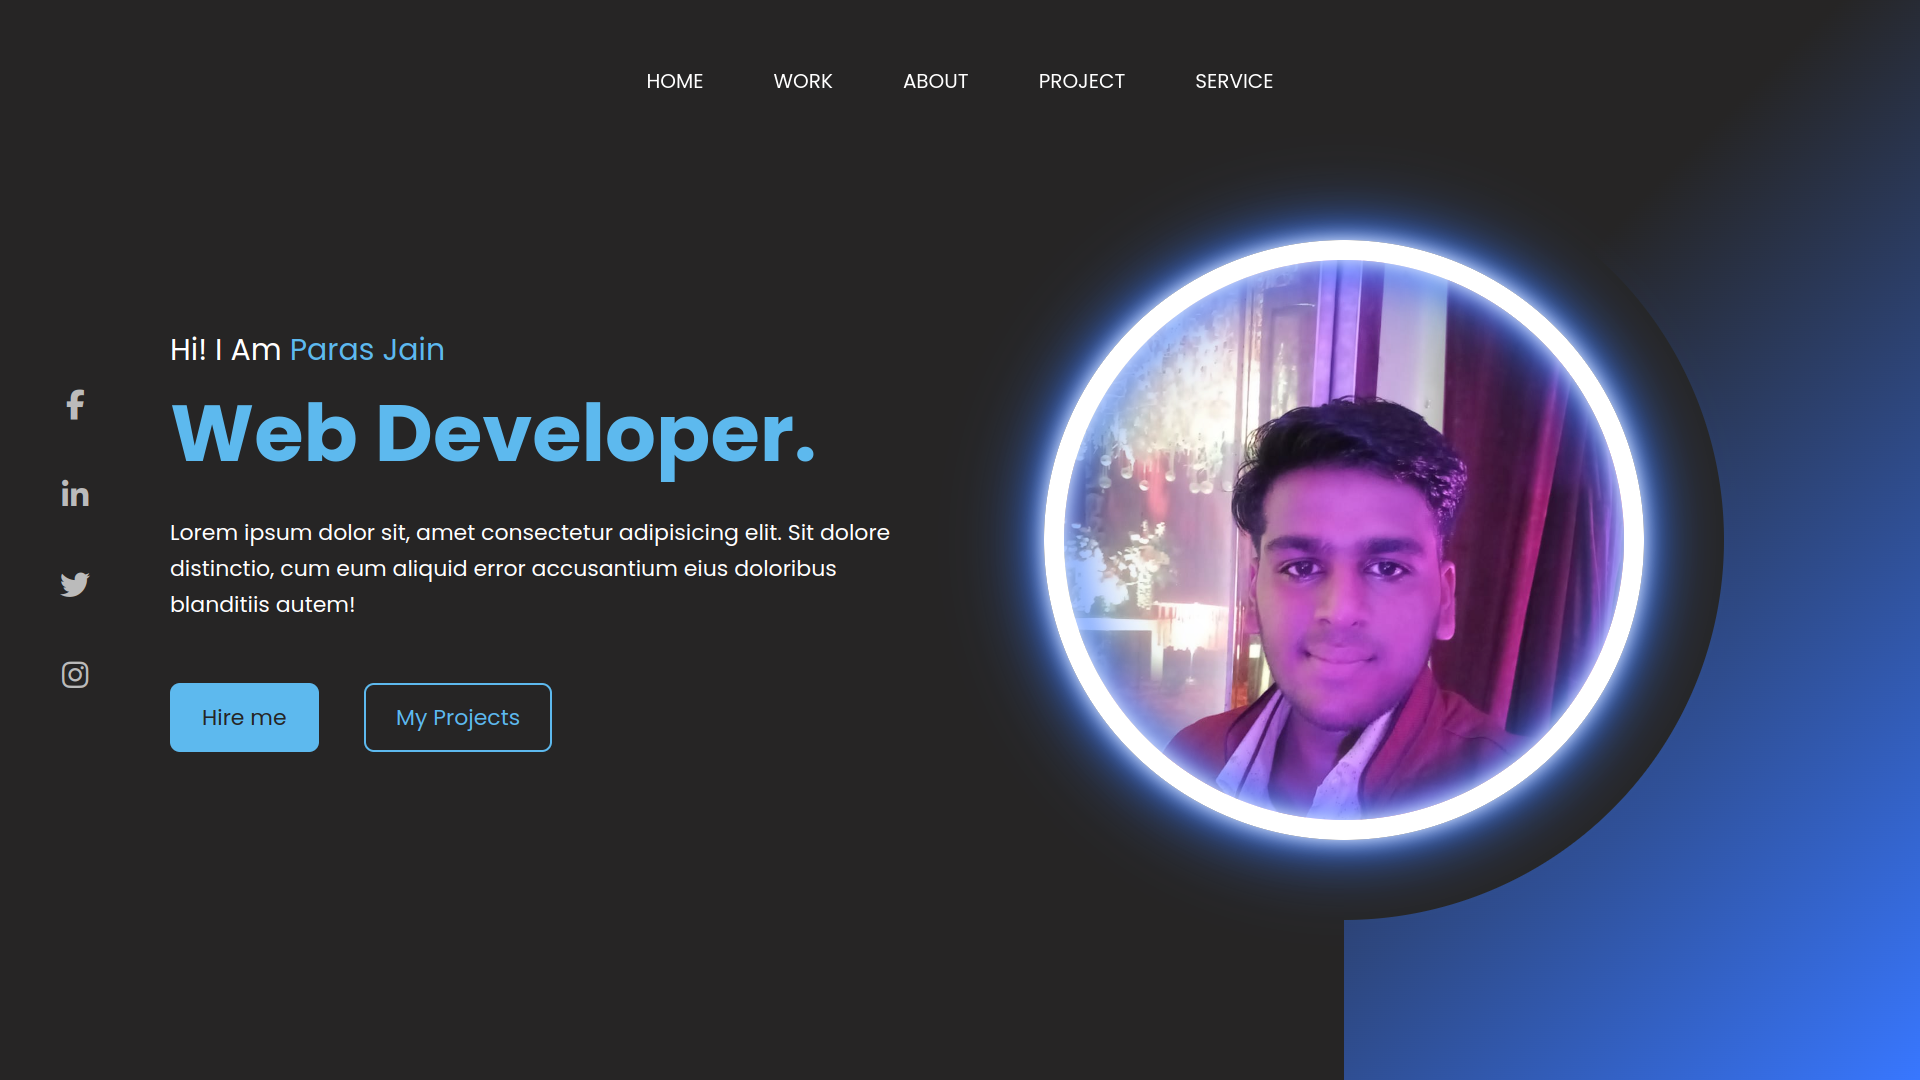 HOME WORK ABOUT PROJECT SERVICE
Hi! I Am Paras Jain
Web Developer.
Lorem ipsum dolor sit, amet consectetur adipisicing elit. Sit dolore
distinctio, cum eum aliquid error accusantium eius doloribus
blanditiis autem!
Hire me My Projects